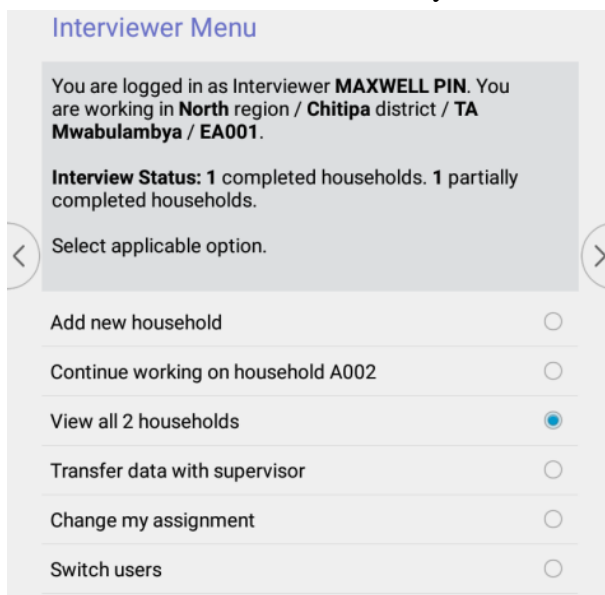 Interviewer Menu
You are logged in as Interviewer MAXWELL PIN. You
are working in North region / Chitipa district / TA
Mwabulambya / EA001.
Interview Status: 1 completed households. 1 partially
completed households.
Select applicable option.
Add new household
Continue working on household A002
View all 2 households
Transfer data with supervisor
Change my assignment
Switch users